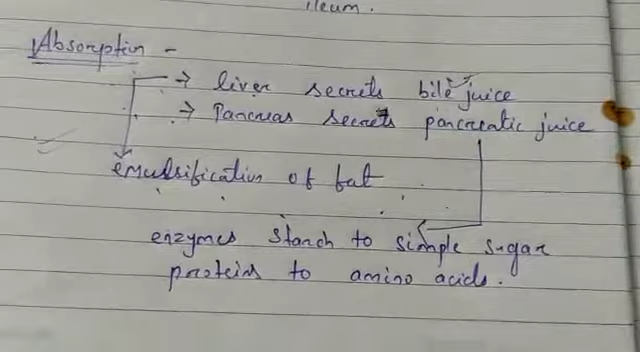 ileum.
Absorption -
→ liver secrets bile juice
→ Pancreas secrets pancreatic juice
emulsification of fat
enzymes starch to simple sugar
proteins to amino acids.